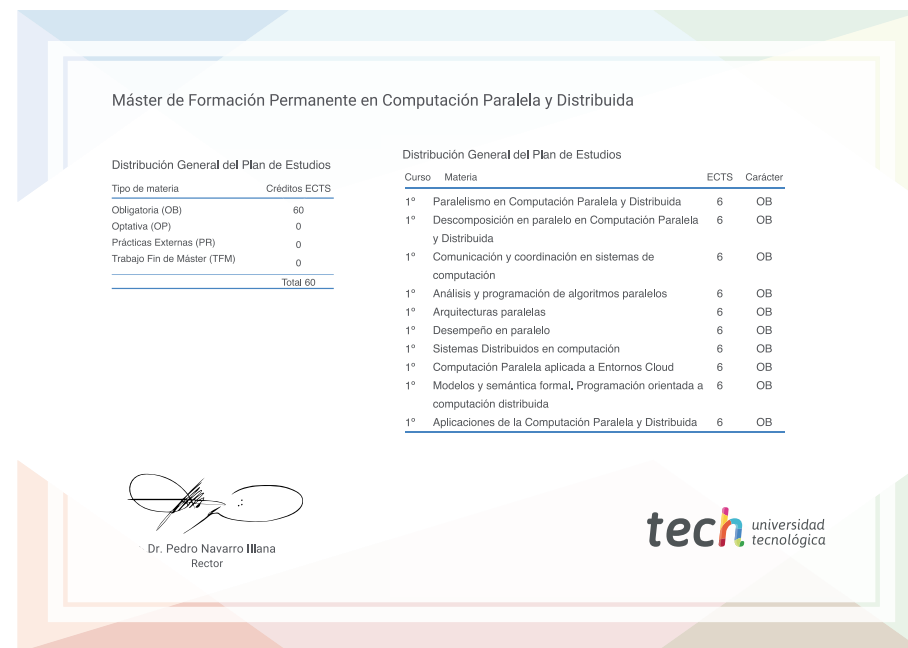 Máster de Formación Permanente en Computación Paralela y Distribuida
Distribución General del Plan de Estudios
Tipo de materia Créditos ECTS
Obligatoria (OB) 60
Optativa (OP) 0
Prácticas Externas (PR) 0
Trabajo Fin de Máster (TFM) 0
Total 60
Distribución General del Plan de Estudios
Curso Materia ECTS Carácter
1º Paralelismo en Computación Paralela y Distribuida 6 OB
1º Descomposición en paralelo en Computación Paralela 6 OB
y Distribuida
1º Comunicación y coordinación en sistemas de 6 OB
computación
1º Análisis y programación de algoritmos paralelos 6 OB
1º Arquitecturas paralelas 6 OB
1º Desempeño en paralelo 6 OB
1º Sistemas Distribuidos en computación 6 OB
1º Computación Paralela aplicada a Entornos Cloud 6 OB
1º Modelos y semántica formal. Programación orientada a 6 OB
computación distribuida
1º Aplicaciones de la Computación Paralela y Distribuida 6 OB
Dr. Pedro Navarro Illana
Rector
tech universidad
tecnológica